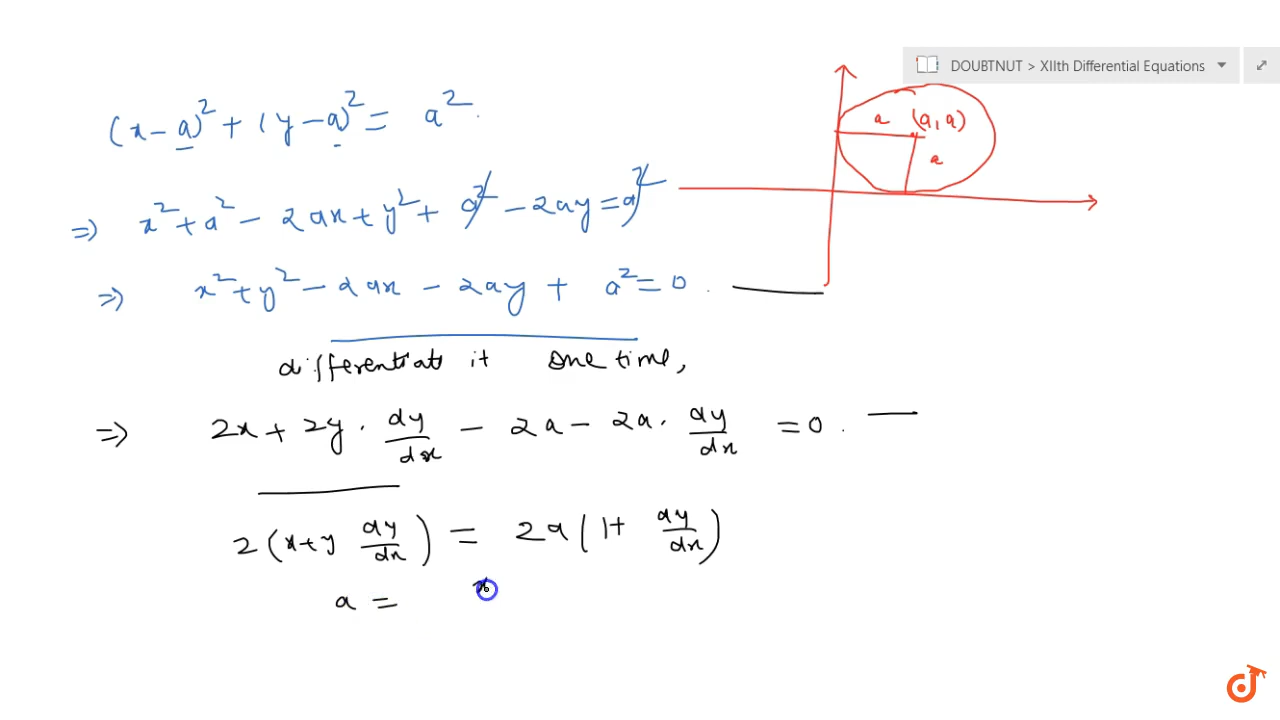 DOUBTNUT > XIIth Differential Equations
(x - a)² + (y - a)² = a².
a (a, a)
a
⇒ x² + a² - 2ax + y² + a² - 2ay = a²
⇒ x² + y² - 2ax - 2ay + a² = 0.
differentiate it one time,
⇒ 2x + 2y · dy/dx - 2a - 2a · dy/dx = 0.
2(x + y dy/dx) = 2a(1 + dy/dx)
a = x